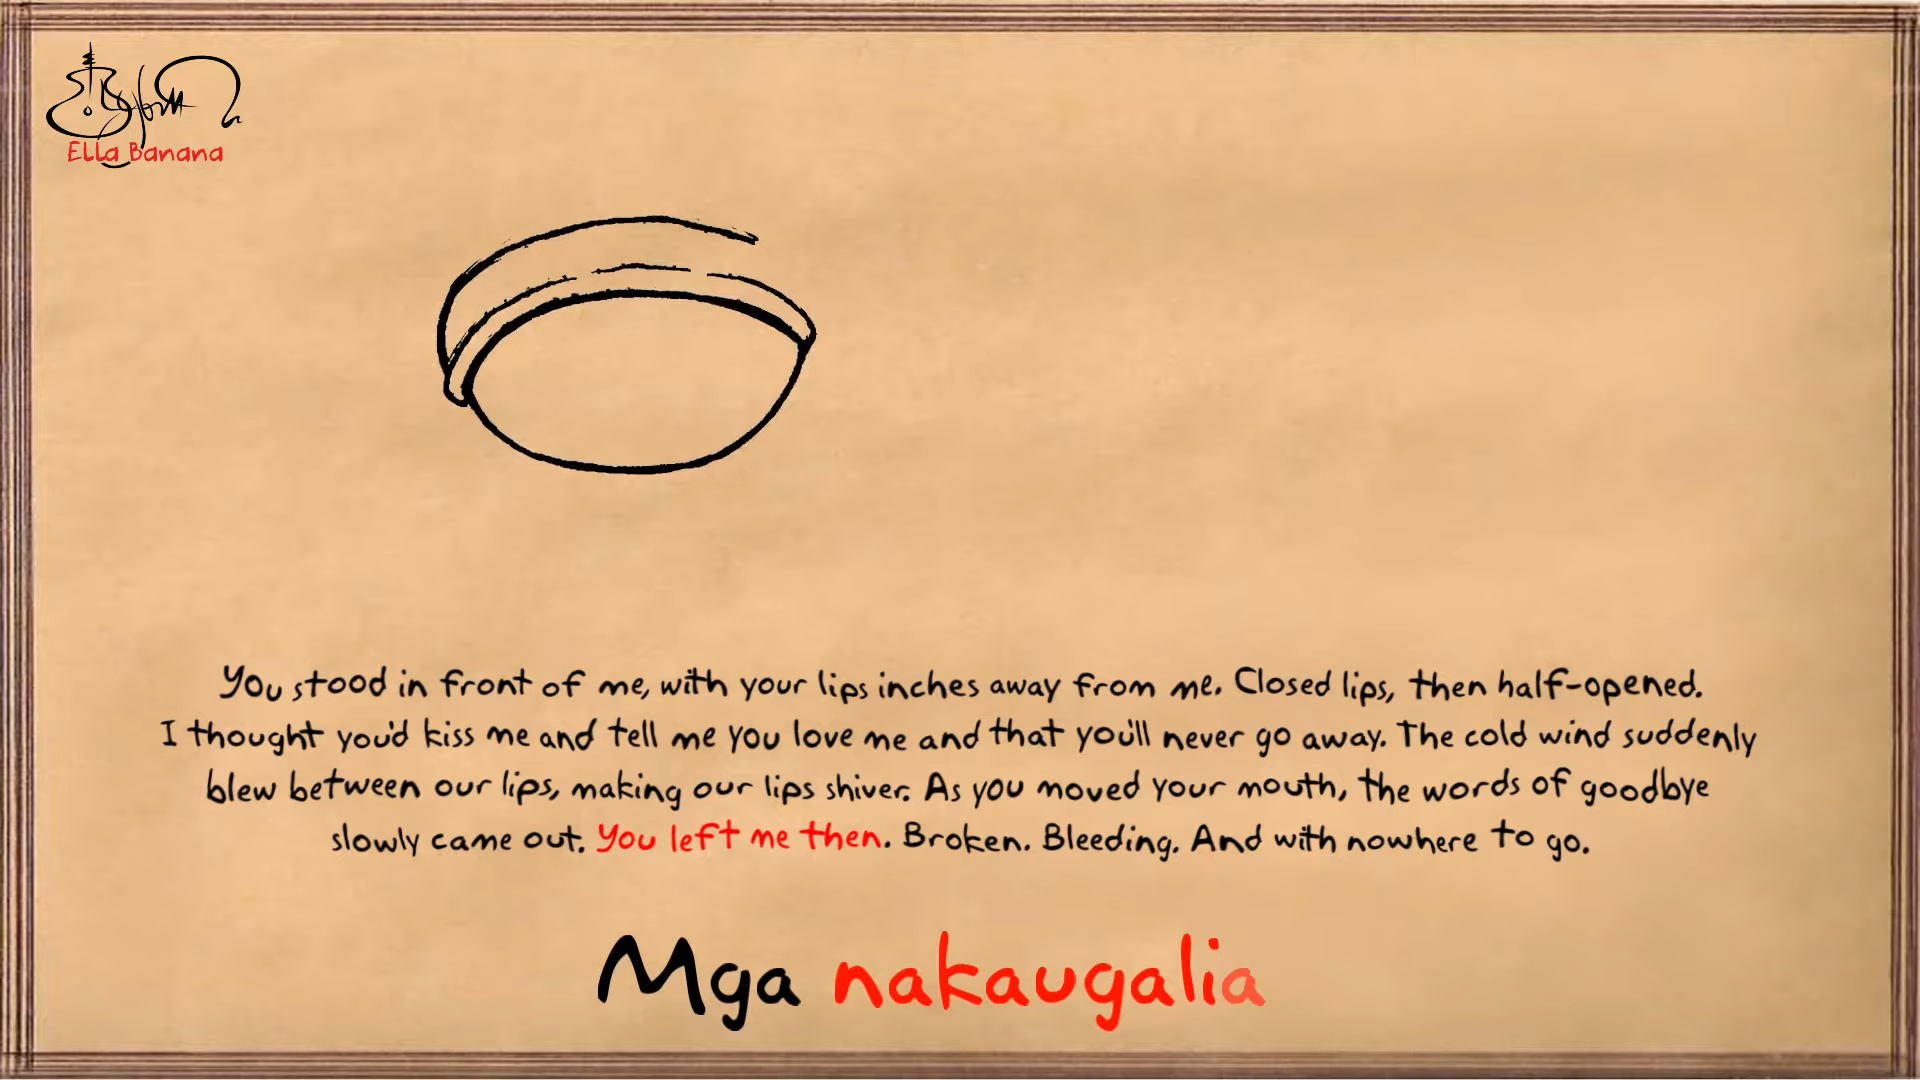 Ella Banana
You stood in front of me, with your lips inches away from me. Closed lips, then half-opened.
I thought you'd kiss me and tell me you love me and that you'll never go away. The cold wind suddenly
blew between our lips, making our lips shiver. As you moved your mouth, the words of goodbye
slowly came out. You left me then. Broken. Bleeding. And with nowhere to go.
Mga nakaugalia